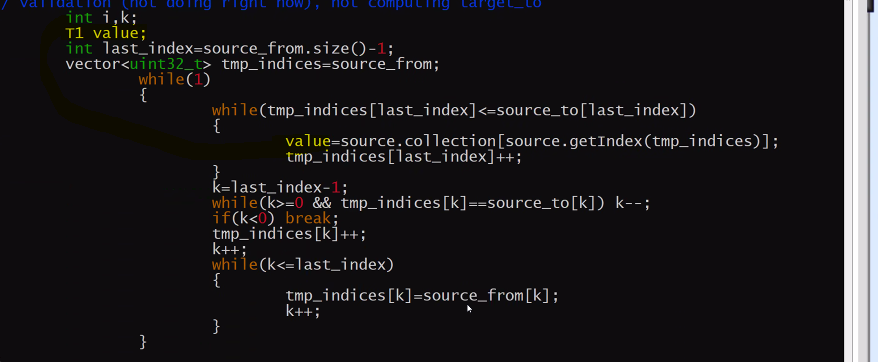 / validation (not doing right now), not computing target_to
int i,k;
T1 value;
int last_index=source_from.size()-1;
vector<uint32_t> tmp_indices=source_from;
while(1)
{
while(tmp_indices[last_index]<=source_to[last_index])
{
value=source.collection[source.getIndex(tmp_indices)];
tmp_indices[last_index]++;
}
k=last_index-1;
while(k>=0 && tmp_indices[k]==source_to[k]) k--;
if(k<0) break;
tmp_indices[k]++;
k++;
while(k<=last_index)
{
tmp_indices[k]=source_from[k];
k++;
}
}